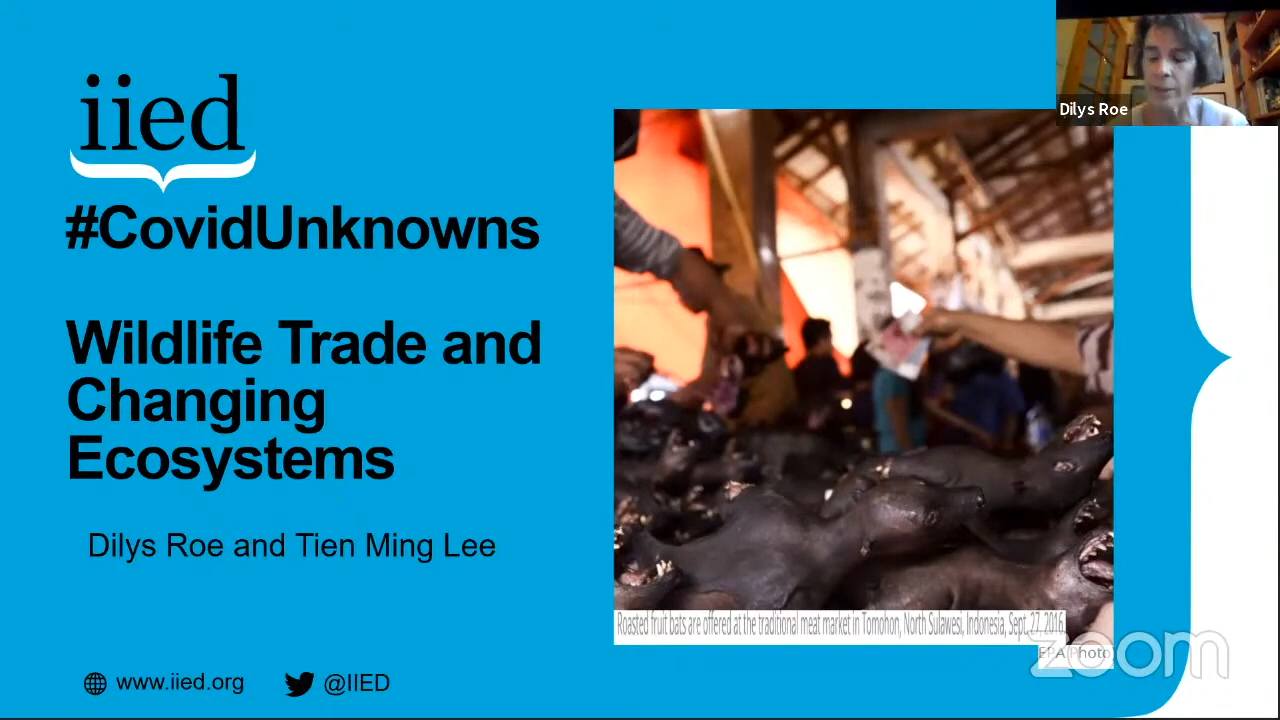 iied
#CovidUnknowns
Wildlife Trade and
Changing
Ecosystems
Dilys Roe and Tien Ming Lee
www.iied.org
@IIED
Dilys Roe
Roasted fruit bats are offered at the traditional meat market in Tomohon, North Sulawesi, Indonesia, Sept. 27, 2016.
EPA Photo
zoom